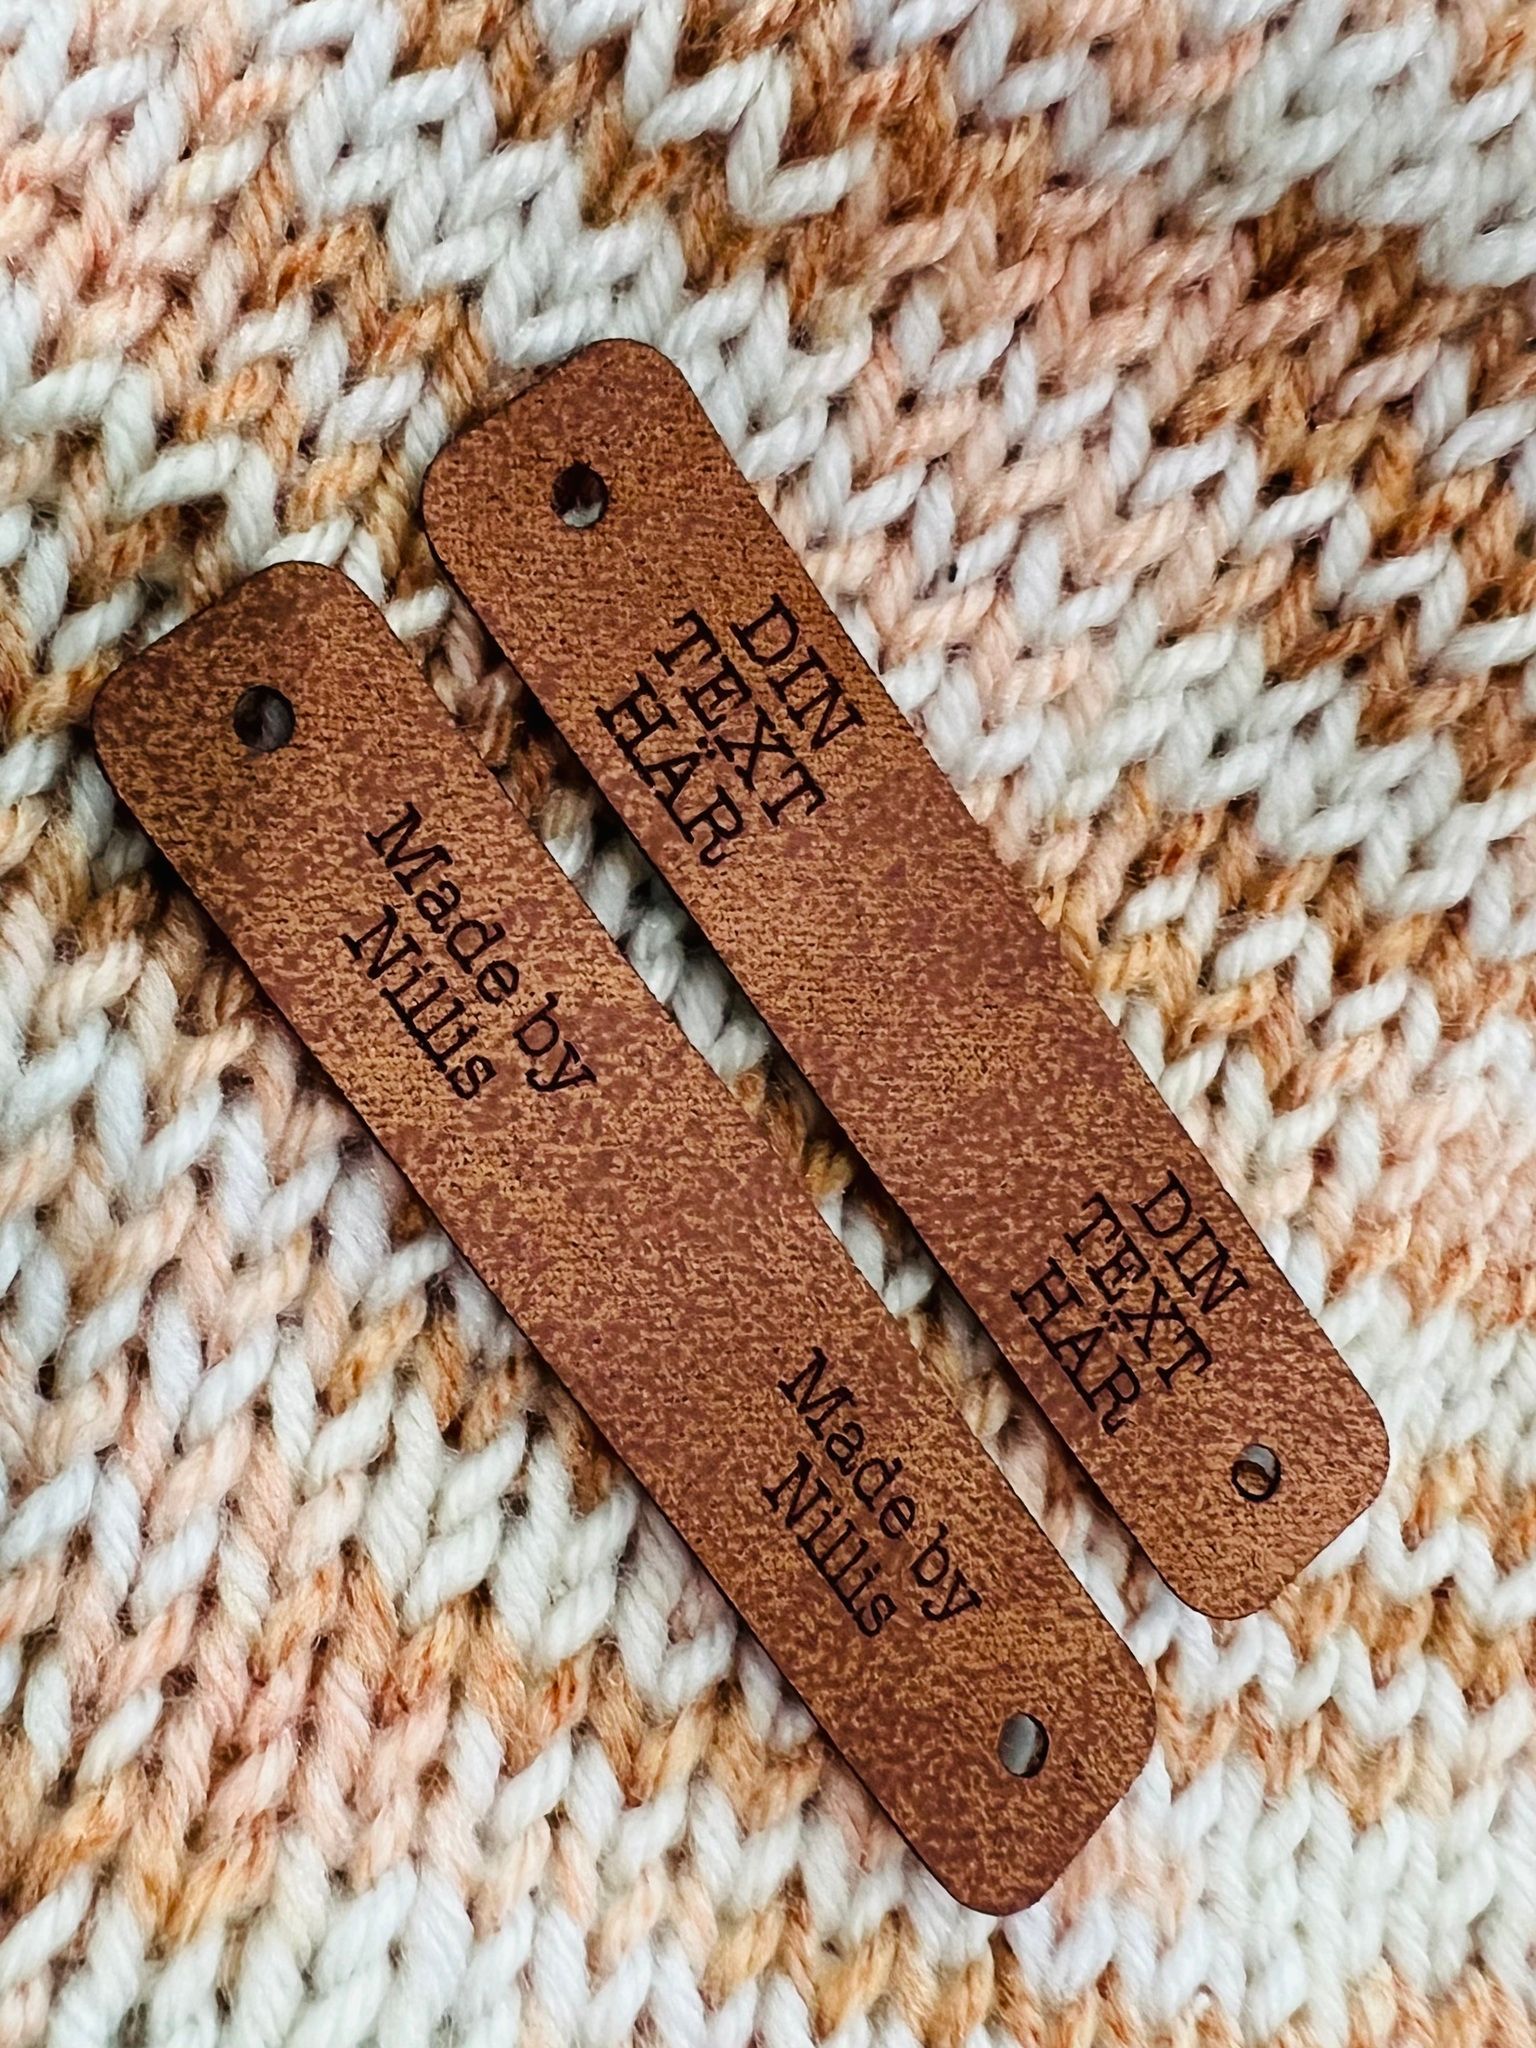 DIN
TEXT
HÄR
DIN
TEXT
HÄR
Made by
Nillis
Made by
Nillis